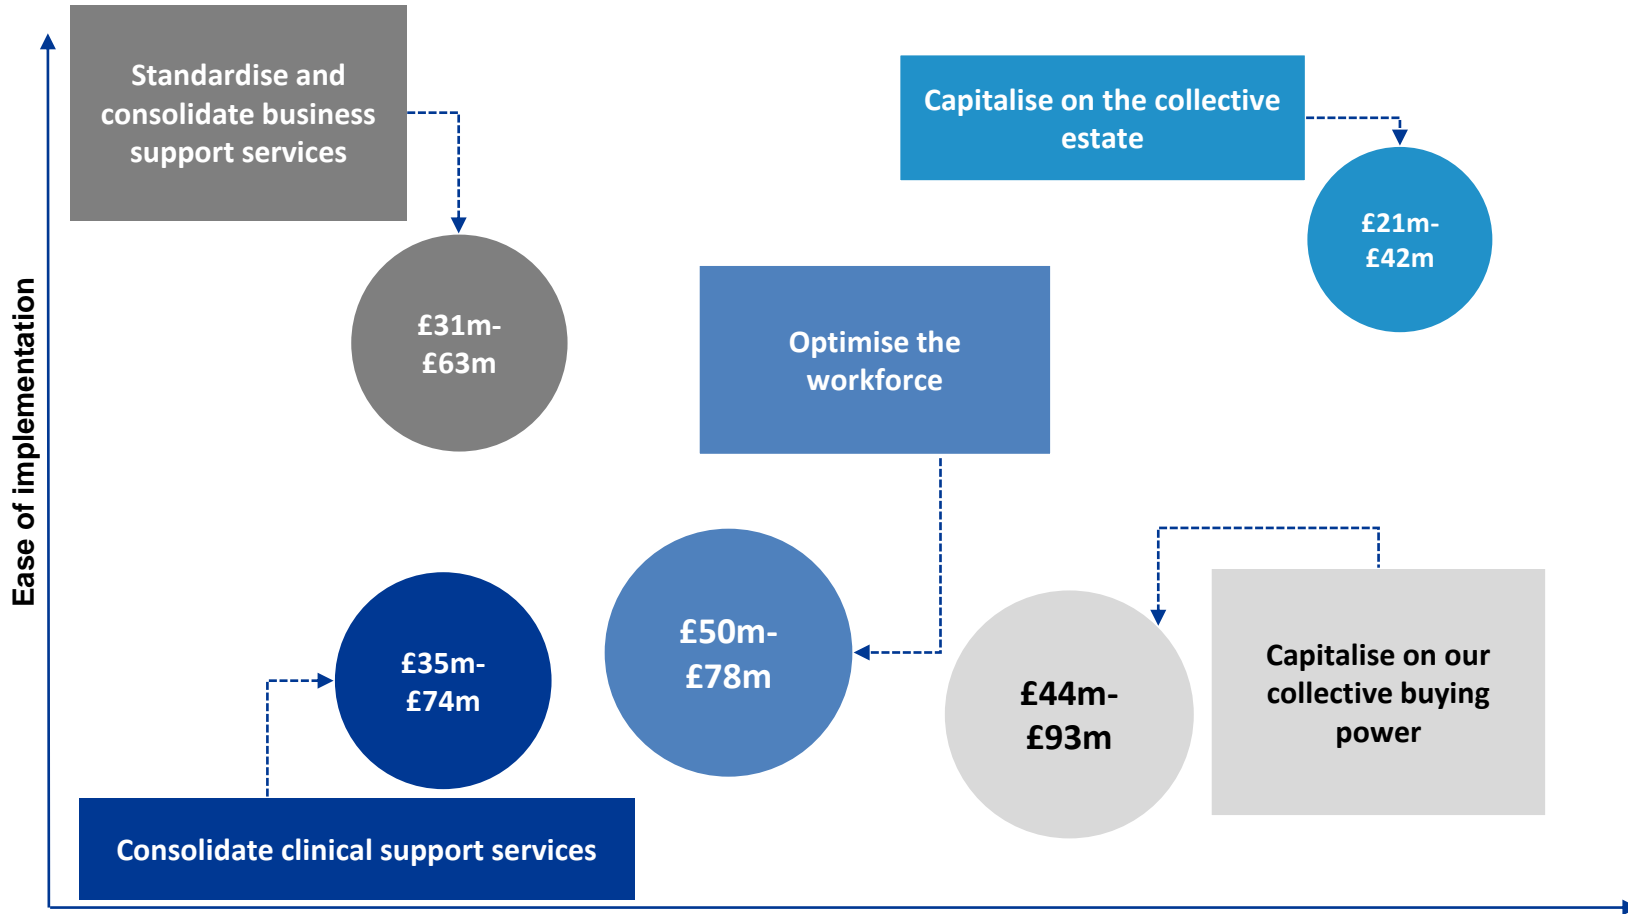 Standardise and
consolidate business
support services
Capitalise on the collective
estate
£21m-
£42m
£31m-
£63m
Optimise the
workforce
Ease of implementation
£35m-
£74m
£50m-
£78m
£44m-
£93m
Capitalise on our
collective buying
power
Consolidate clinical support services